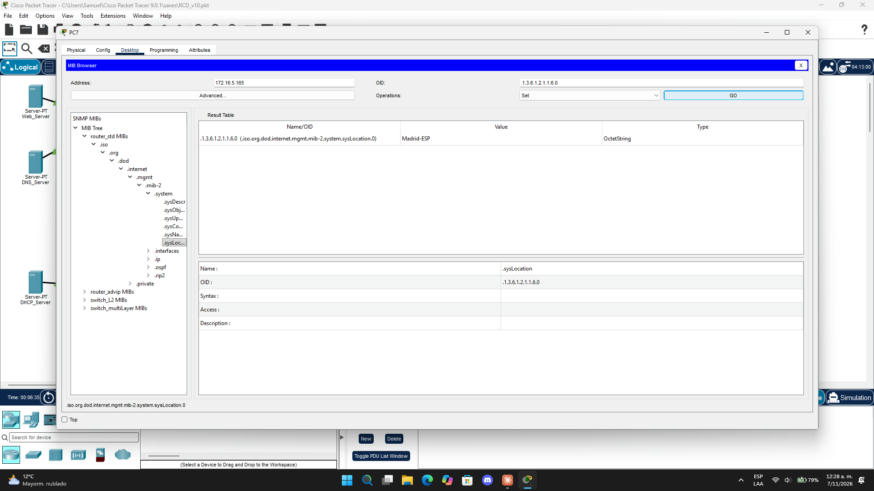 Cisco Packet Tracer - C:\Users\Samuel\Cisco Packet Tracer 9.0.1\saves\RCD_v10.pkt
File Edit Options View Tools Extensions Window Help
PC7
Physical Config Desktop Programming Attributes
Logical
MIB Browser X
04:13:00
Address: 172.16.5.165 OID: .1.3.6.1.2.1.1.6.0
Advanced... Operations: Set GO
SNMP MIBs
Result Table
MIB Tree
Name/OID Value Type
router_std MIBs
.1.3.6.1.2.1.1.6.0 (.iso.org.dod.internet.mgmt.mib-2.system.sysLocation.0) Madrid-ESP OctetString
.iso
.org
.dod
.internet
.mgmt
.mib-2
.system
.sysDescr
.sysObj...
.sysUp...
.sysCo...
.sysNa...
.sysLoc...
.interfaces
.ip
.ospf
.rip2
.private
router_advip MIBs
switch_L2 MIBs
switch_multiLayer MIBs
Name : .sysLocation
OID : .1.3.6.1.2.1.1.6.0
Syntax :
Access :
Description :
Server-PT
Web_Server
Server-PT
DNS_Server
Server-PT
DHCP_Server
.iso.org.dod.internet.mgmt.mib-2.system.sysLocation.0
Time: 00:06:35
Simulation
Top
Search for device
New Delete
Toggle PDU List Window
(Select a Device to Drag and Drop to the Workspace)
12°C
Mayorm. nublado
ESP
LAA
79%
12:28 a. m.
7/11/2026